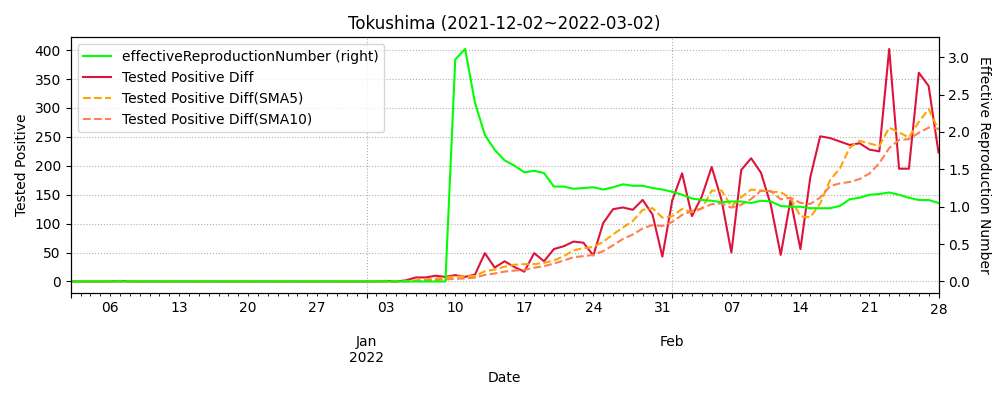 Tokushima (2021-12-02~2022-03-02)
effectiveReproductionNumber (right)
Tested Positive Diff
Tested Positive Diff(SMA5)
Tested Positive Diff(SMA10)
Tested Positive
400
350
300
250
200
150
100
50
0
3.0
2.5
2.0
1.5
1.0
0.5
0.0
Effective Reproduction Number
06 13 20 27 03 10 17 24 31 07 14 21 28
Jan Feb
2022
Date